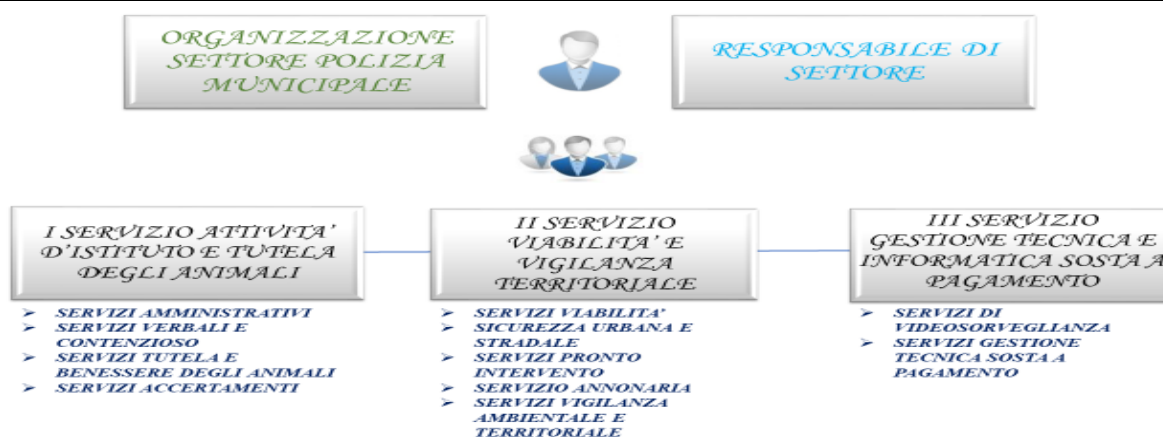 ORGANIZZAZIONE
SETTORE POLIZIA
MUNICIPALE
RESPONSABILE DI
SETTORE
I SERVIZIO ATTIVITA'
D'ISTITUTO E TUTELA
DEGLI ANIMALI
➢ SERVIZI AMMINISTRATIVI
➢ SERVIZI VERBALI E
CONTENZIOSO
➢ SERVIZI TUTELA E
BENESSERE DEGLI ANIMALI
➢ SERVIZI ACCERTAMENTI
II SERVIZIO
VIABILITA' E
VIGILANZA
TERRITORIALE
➢ SERVIZI VIABILITA'
➢ SICUREZZA URBANA E
STRADALE
➢ SERVIZI PRONTO
INTERVENTO
➢ SERVIZIO ANNONARIA
➢ SERVIZI VIGILANZA
AMBIENTALE E
TERRITORIALE
III SERVIZIO
GESTIONE TECNICA E
INFORMATICA SOSTA A
PAGAMENTO
➢ SERVIZI DI
VIDEOSORVEGLIANZA
➢ SERVIZI GESTIONE
TECNICA SOSTA A
PAGAMENTO